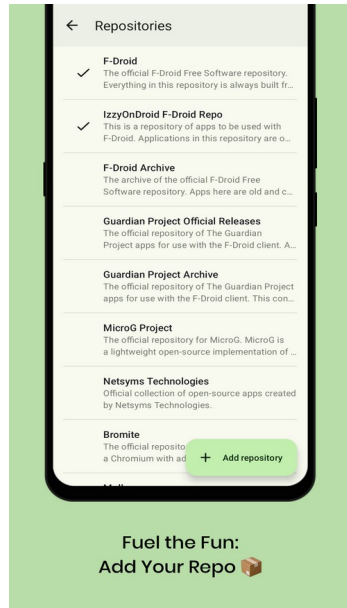 Repositories
F-Droid
The official F-Droid Free Software repository.
Everything in this repository is always built fr...
IzzyOnDroid F-Droid Repo
This is a repository of apps to be used with
F-Droid. Applications in this repository are o...
F-Droid Archive
The archive of the official F-Droid Free
Software repository. Apps here are old and c...
Guardian Project Official Releases
The official repository of The Guardian
Project apps for use with the F-Droid client. A...
Guardian Project Archive
The official repository of The Guardian Project
apps for use with the F-Droid client. This con...
MicroG Project
The official repository for MicroG. MicroG is
a lightweight open-source implementation of ...
Netsyms Technologies
Official collection of open-source apps created
by Netsyms Technologies.
Bromite
The official reposito
a Chromium with ad
+ Add repository
Fuel the Fun:
Add Your Repo 📦